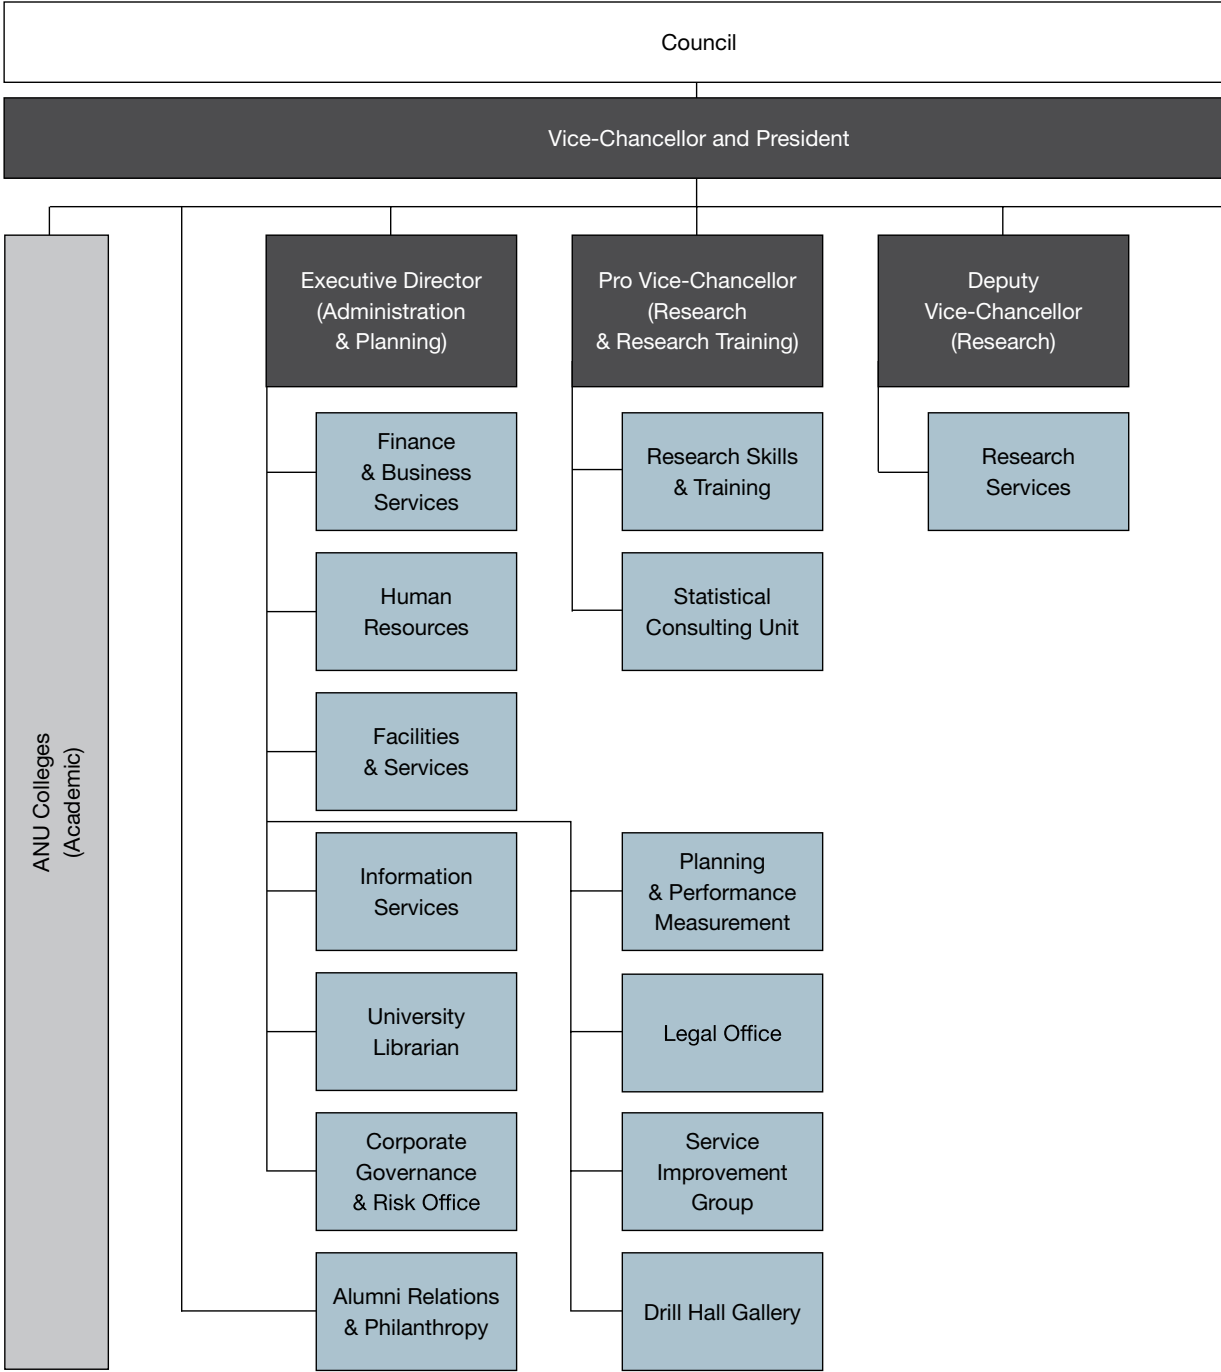 Council
Vice-Chancellor and President
ANU Colleges
(Academic)
Executive Director
(Administration
& Planning)
Pro Vice-Chancellor
(Research
& Research Training)
Deputy
Vice-Chancellor
(Research)
Finance
& Business
Services
Research Skills
& Training
Research
Services
Human
Resources
Statistical
Consulting Unit
Facilities
& Services
Information
Services
Planning
& Performance
Measurement
University
Librarian
Legal Office
Corporate
Governance
& Risk Office
Service
Improvement
Group
Alumni Relations
& Philanthropy
Drill Hall Gallery